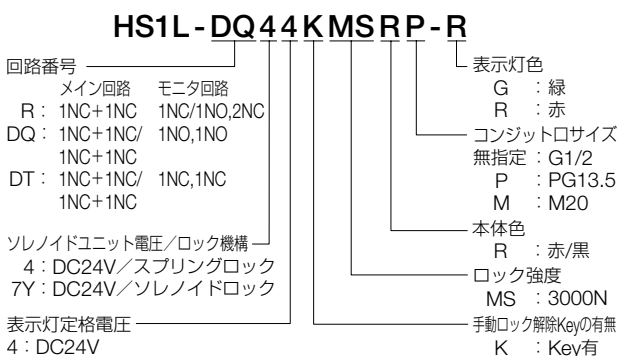 HS1L-DQ44KMSRP-R
回路番号
メイン回路 モニタ回路
R：1NC+1NC 1NC/1NO,2NC
DQ：1NC+1NC/ 1NO,1NO
1NC+1NC
DT：1NC+1NC/ 1NC,1NC
1NC+1NC
ソレノイドユニット電圧／ロック機構
4：DC24V／スプリングロック
7Y：DC24V／ソレノイドロック
表示灯定格電圧
4：DC24V
表示灯色
G ：緑
R ：赤
コンジット口サイズ
無指定：G1/2
P ：PG13.5
M ：M20
本体色
R ：赤/黒
ロック強度
MS ：3000N
手動ロック解除Keyの有無
K ：Key有